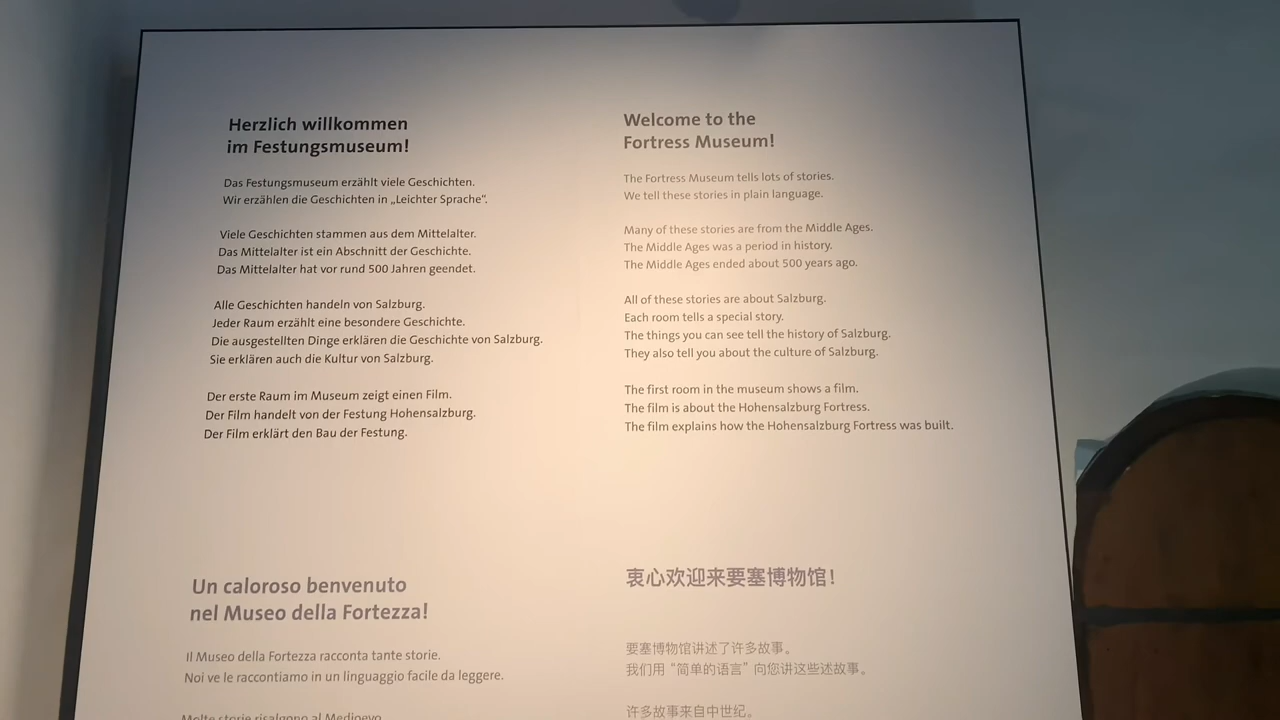 Herzlich willkommen
im Festungsmuseum!
Das Festungsmuseum erzählt viele Geschichten.
Wir erzählen die Geschichten in „Leichter Sprache“.
Viele Geschichten stammen aus dem Mittelalter.
Das Mittelalter ist ein Abschnitt der Geschichte.
Das Mittelalter hat vor rund 500 Jahren geendet.
Alle Geschichten handeln von Salzburg.
Jeder Raum erzählt eine besondere Geschichte.
Die ausgestellten Dinge erklären die Geschichte von Salzburg.
Sie erklären auch die Kultur von Salzburg.
Der erste Raum im Museum zeigt einen Film.
Der Film handelt von der Festung Hohensalzburg.
Der Film erklärt den Bau der Festung.
Welcome to the
Fortress Museum!
The Fortress Museum tells lots of stories.
We tell these stories in plain language.
Many of these stories are from the Middle Ages.
The Middle Ages was a period in history.
The Middle Ages ended about 500 years ago.
All of these stories are about Salzburg.
Each room tells a special story.
The things you can see tell the history of Salzburg.
They also tell you about the culture of Salzburg.
The first room in the museum shows a film.
The film is about the Hohensalzburg Fortress.
The film explains how the Hohensalzburg Fortress was built.
Un caloroso benvenuto
nel Museo della Fortezza!
Il Museo della Fortezza racconta tante storie.
Noi ve le raccontiamo in un linguaggio facile da leggere.
Molte storie risalgono al Medioevo.
衷心欢迎来要塞博物馆！
要塞博物馆讲述了许多故事。
我们用“简单的语言”向您讲这些述故事。
许多故事来自中世纪。